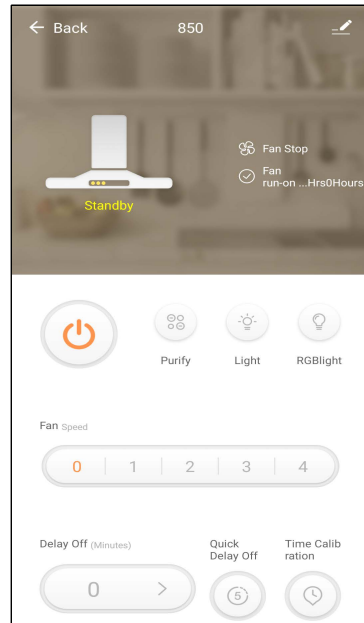 Back 850
Fan Stop
Fan
run-on ...Hrs0Hours
Standby
Purify Light RGBlight
Fan Speed
0 1 2 3 4
Delay Off (Minutes)
Quick
Delay Off
Time Calib
ration
0
5